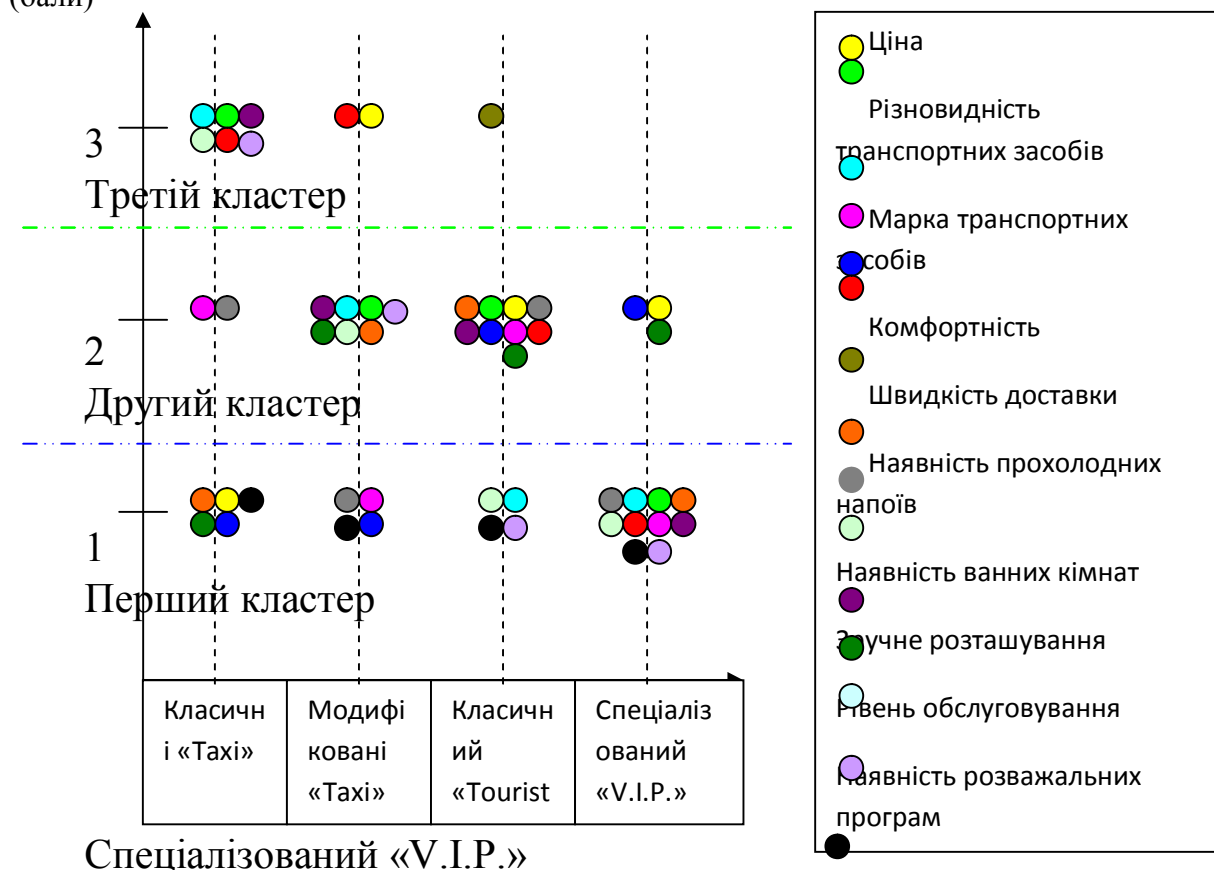 (бали)
3
Третій кластер
2
Другий кластер
1
Перший кластер
Класичн
і «Тахі»
Модифі
ковані
«Тахі»
Класичн
ий
«Tourist
Спеціаліз
ований
«V.I.P.»
Спеціалізований «V.I.P.»
Ціна
Різновидність
транспортних засобів
Марка транспортних
засобів
Комфортність
Швидкість доставки
Наявність прохолодних
напоїв
Наявність ванних кімнат
Зручне розташування
Рівень обслуговування
Наявність розважальних
програм